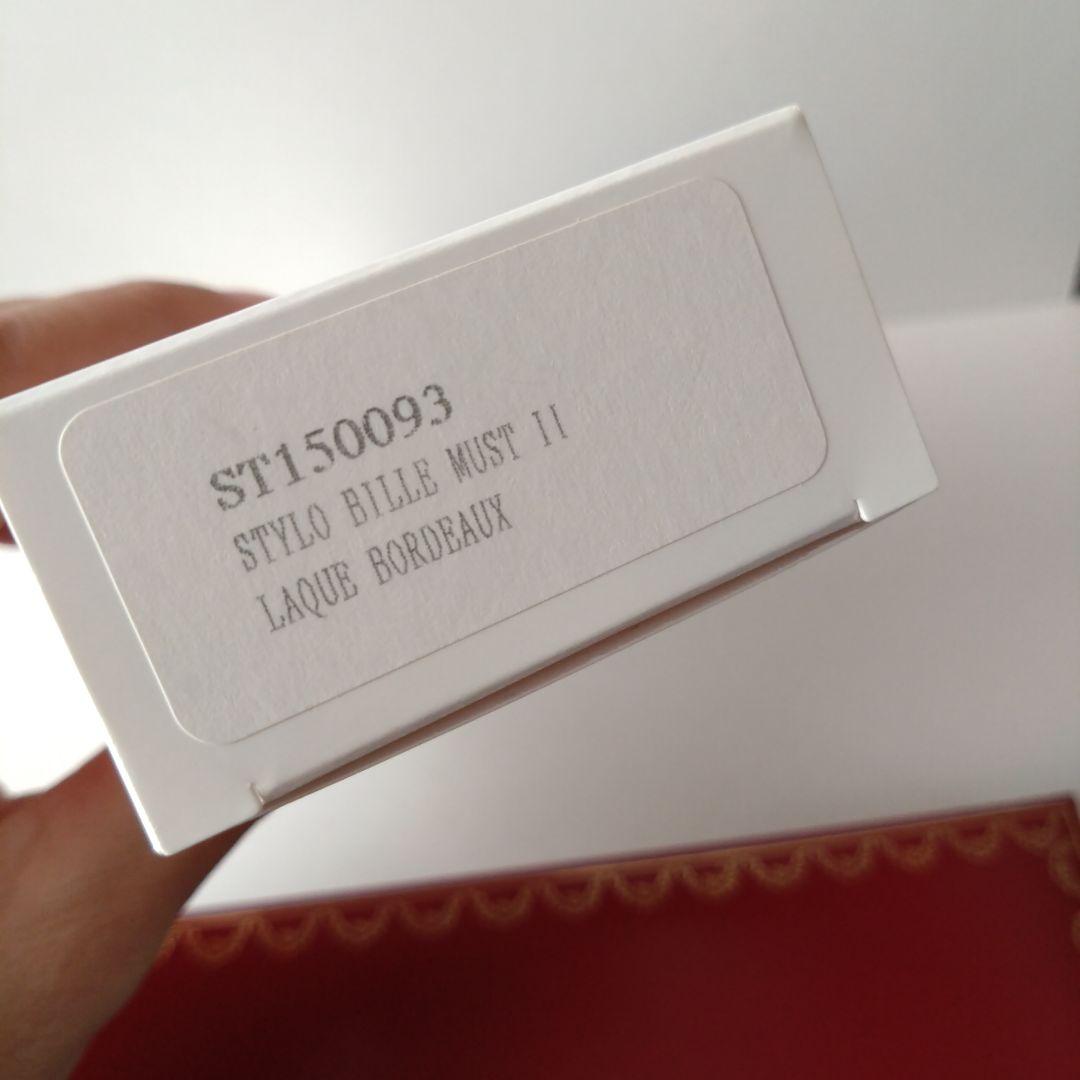 ST150093
STYLO BILLE MUST II
LAQUE BORDEAUX